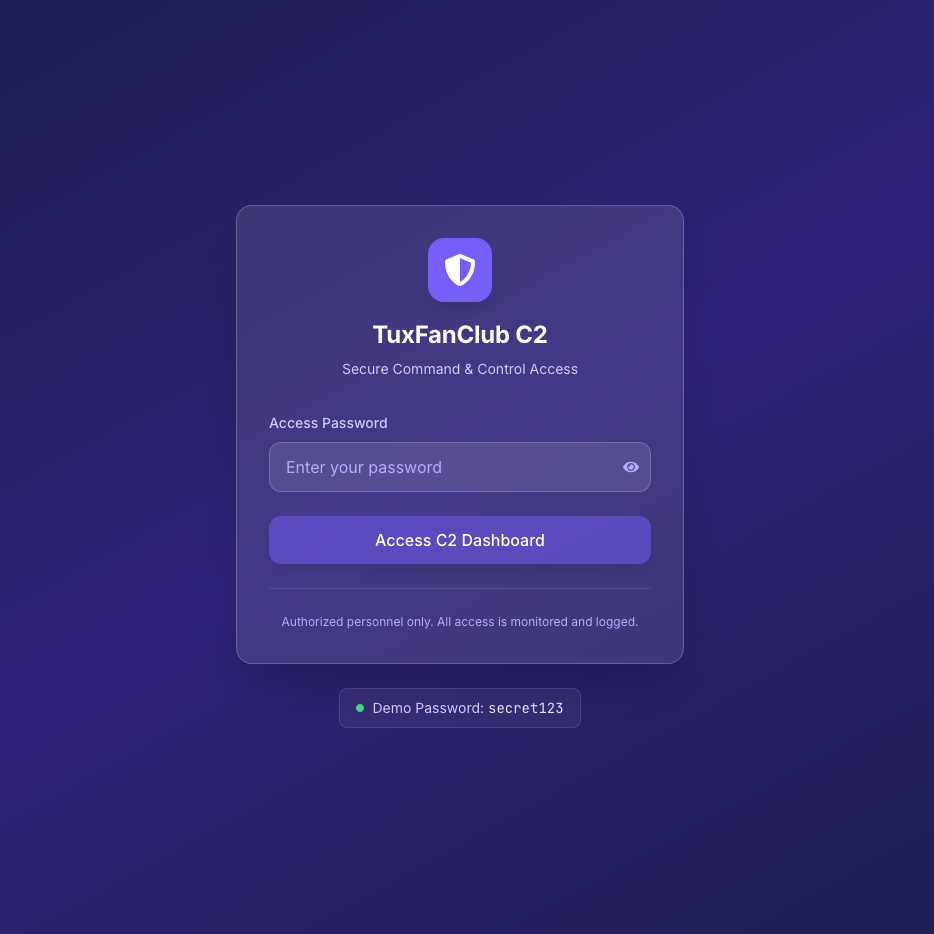 TuxFanClub C2
Secure Command & Control Access
Access Password
Enter your password
Access C2 Dashboard
Authorized personnel only. All access is monitored and logged.
Demo Password: secret123